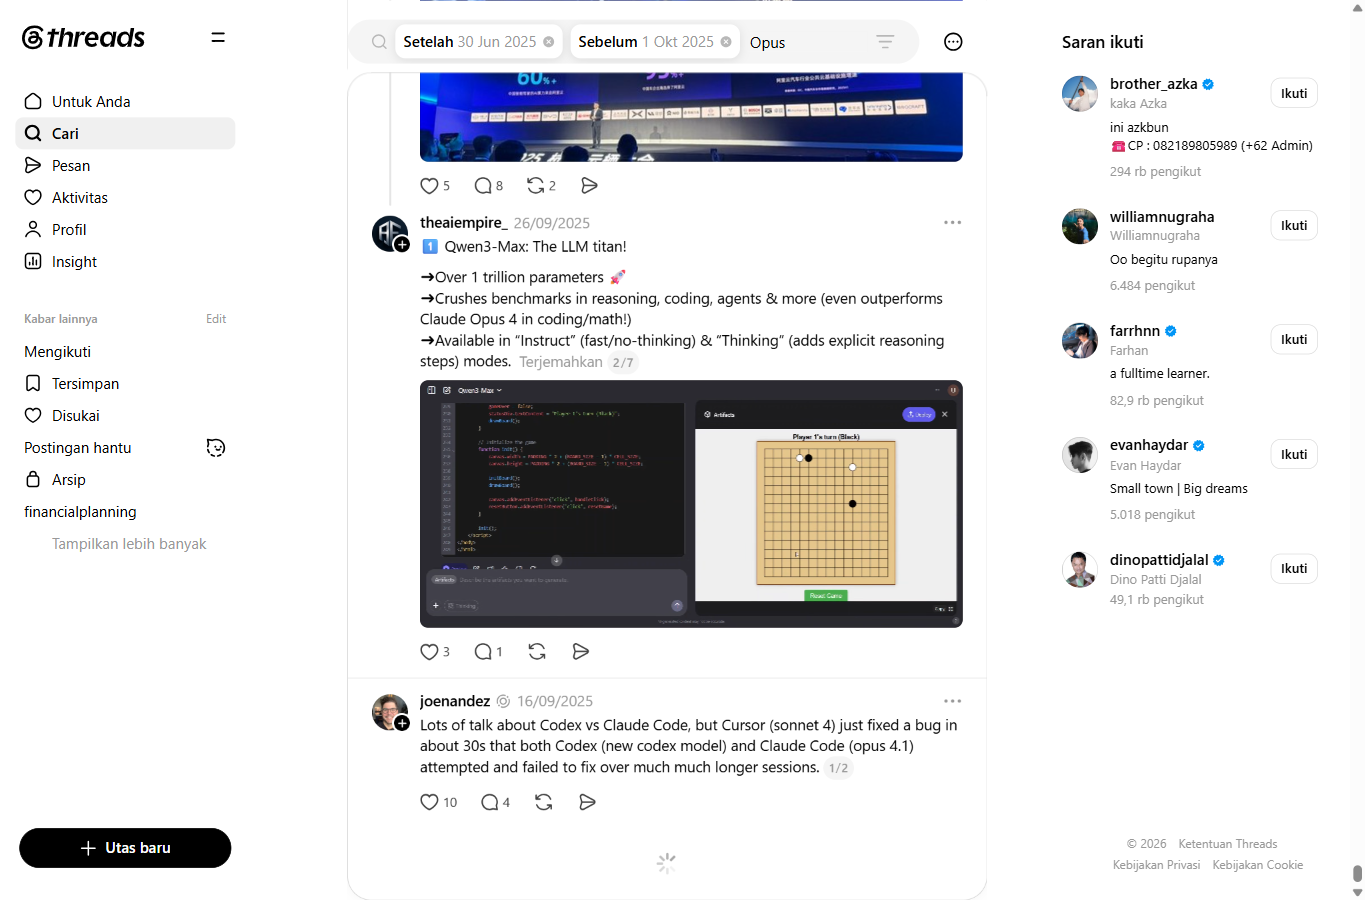 threads
Untuk Anda
Cari
Pesan
Aktivitas
Profil
Insight
Kabar lainnya
Edit
Mengikuti
Tersimpan
Disukai
Postingan hantu
Arsip
financialplanning
Tampilkan lebih banyak
Utas baru
Setelah 30 Jun 2025
Sebelum 1 Okt 2025
Opus
60%+
5
8
2
theaiempire_ 26/09/2025
1️⃣ Qwen3-Max: The LLM titan!
➜Over 1 trillion parameters 🚀
➜Crushes benchmarks in reasoning, coding, agents & more (even outperforms
Claude Opus 4 in coding/math!)
➜Available in “Instruct” (fast/no-thinking) & “Thinking” (adds explicit reasoning
steps) modes. Terjemahkan 2/7
Qwen3-Max
Artifacts
Player 1's turn (Black)
Reset Game
3
1
joenandez 16/09/2025
Lots of talk about Codex vs Claude Code, but Cursor (sonnet 4) just fixed a bug in
about 30s that both Codex (new codex model) and Claude Code (opus 4.1)
attempted and failed to fix over much much longer sessions. 1/2
10
4
Saran ikuti
brother_azka
kaka Azka
Ikuti
ini azkbun
☎️CP : 082189805989 (+62 Admin)
294 rb pengikut
williamnugraha
Williamnugraha
Ikuti
Oo begitu rupanya
6.484 pengikut
farrhnn
Farhan
Ikuti
a fulltime learner.
82,9 rb pengikut
evanhaydar
Evan Haydar
Ikuti
Small town | Big dreams
5.018 pengikut
dinopattidjalal
Dino Patti Djalal
Ikuti
49,1 rb pengikut
© 2026 Ketentuan Threads
Kebijakan Privasi Kebijakan Cookie